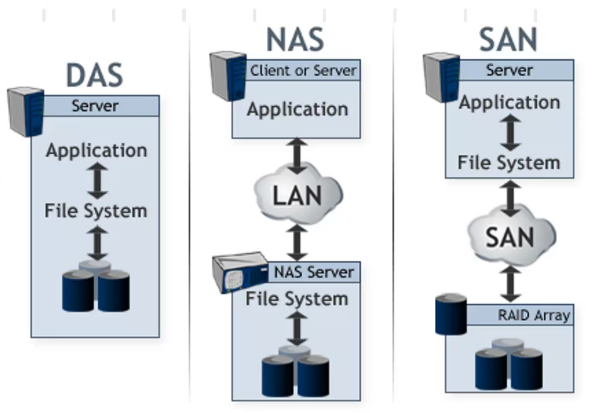 DAS
Server
Application
File System
NAS
Client or Server
Application
LAN
NAS Server
File System
SAN
Server
Application
File System
SAN
RAID Array